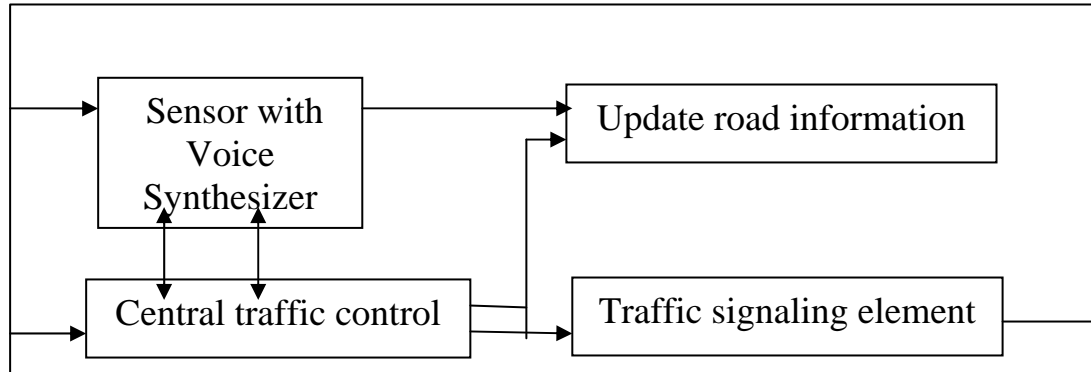 Sensor with
Voice
Synthesizer
Update road information
Central traffic control
Traffic signaling element